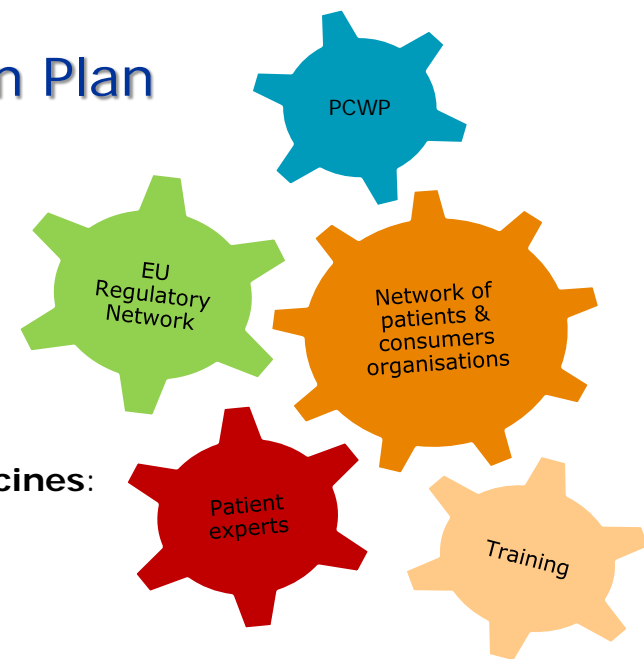 n Plan
PCWP
EU
Regulatory
Network
Network of
patients &
consumers
organisations
cines:
Patient
experts
Training